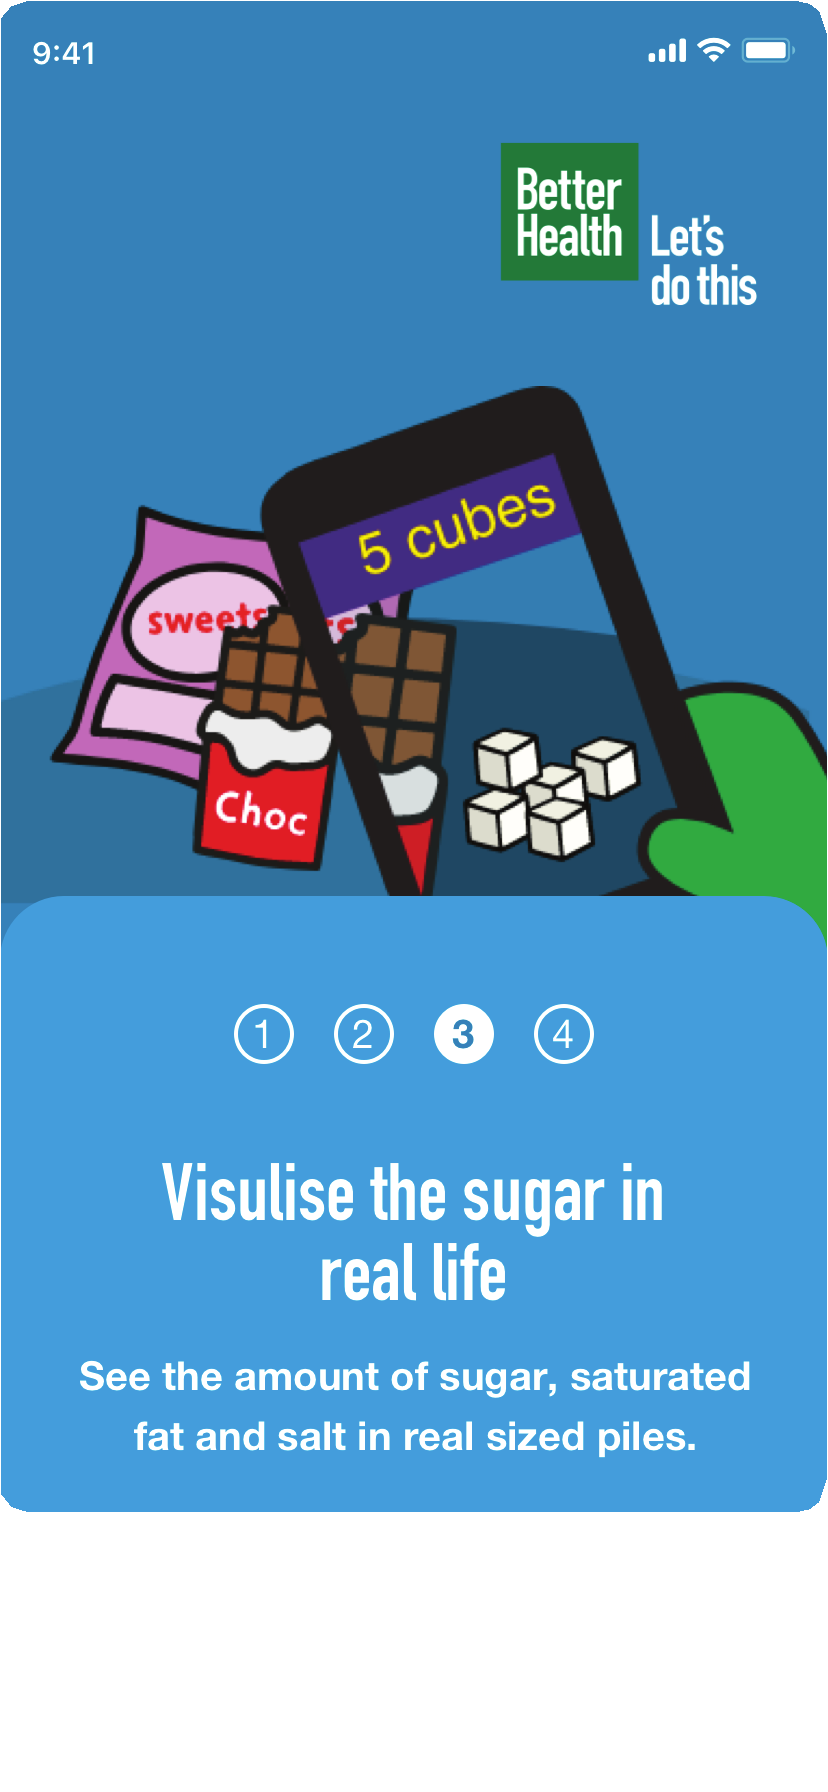 9:41
Better
Health
Let's
do this
5 cubes
sweets
Choc
1 2 3 4
Visulise the sugar in
real life
See the amount of sugar, saturated
fat and salt in real sized piles.